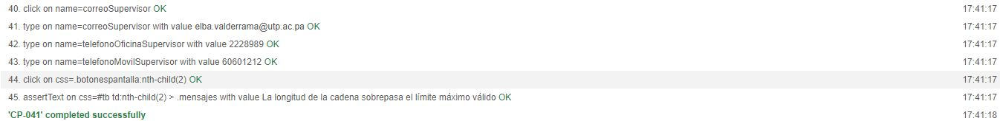 40. click on name=correoSupervisor OK 17:41:17
41. type on name=correoSupervisor with value elba.valderrama@utp.ac.pa OK 17:41:17
42. type on name=telefonoOficinaSupervisor with value 2228989 OK 17:41:17
43. type on name=telefonoMovilSupervisor with value 60601212 OK 17:41:17
44. click on css=.botonespantalla:nth-child(2) OK 17:41:17
45. assertText on css=#tb td:nth-child(2) > .mensajes with value La longitud de la cadena sobrepasa el límite máximo válido OK 17:41:17
'CP-041' completed successfully 17:41:18